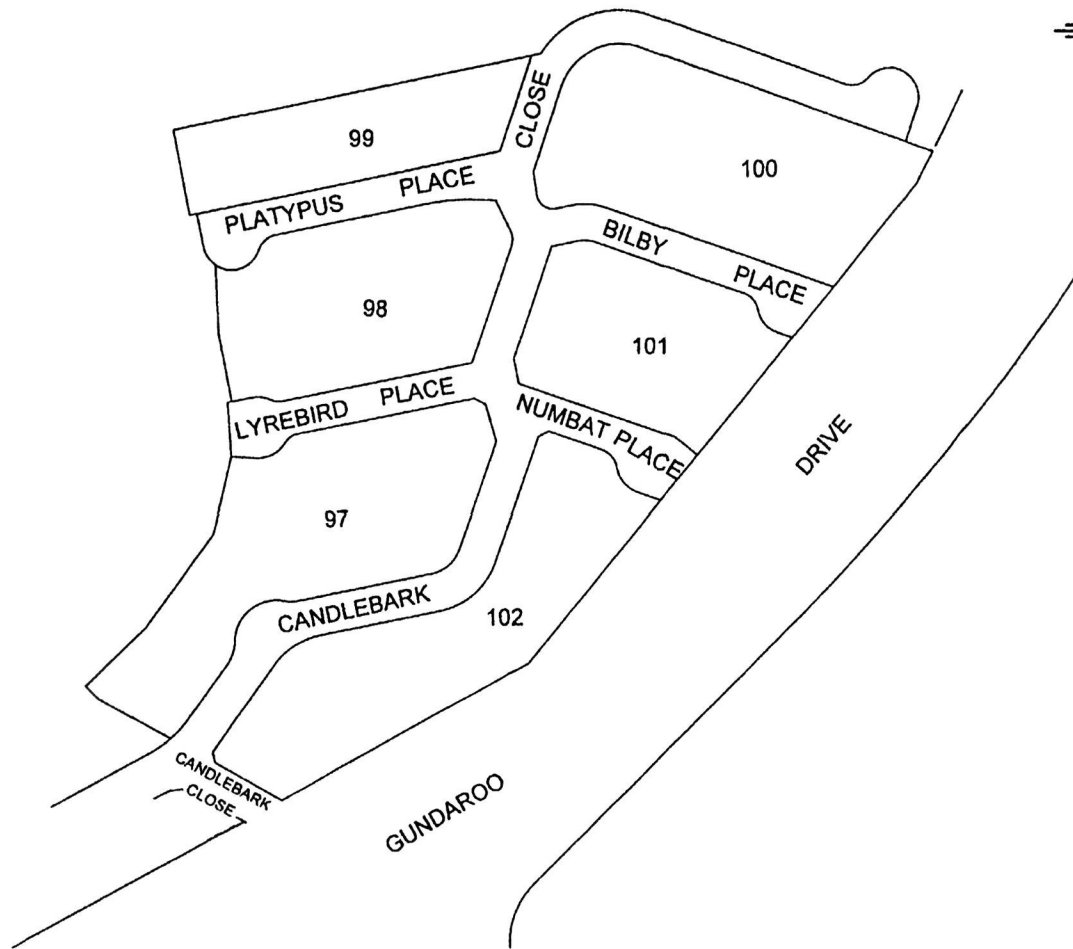 CLOSE
99
100
PLATYPUS PLACE
BILBY PLACE
98
101
LYREBIRD PLACE
NUMBAT PLACE
DRIVE
97
CANDLEBARK
102
CANDLEBARK
CLOSE
GUNDAROO